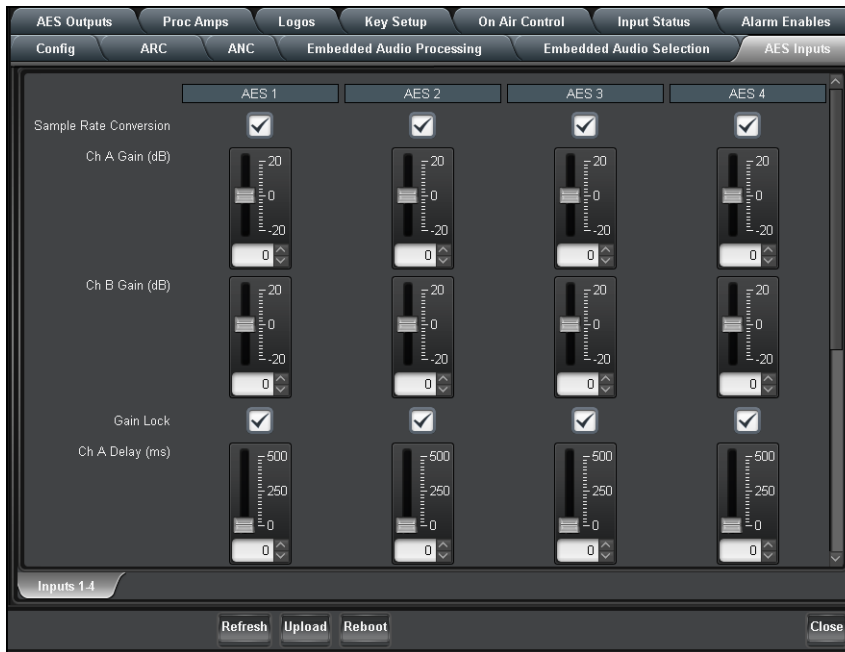 AES Outputs Proc Amps Logos Key Setup On Air Control Input Status Alarm Enables
Config ARC ANC Embedded Audio Processing Embedded Audio Selection AES Inputs
AES 1 AES 2 AES 3 AES 4
Sample Rate Conversion
Ch A Gain (dB) 20 20 20 20
0 0 0 0
-20 -20 -20 -20
0 0 0 0
Ch B Gain (dB) 20 20 20 20
0 0 0 0
-20 -20 -20 -20
0 0 0 0
Gain Lock
Ch A Delay (ms) 500 500 500 500
250 250 250 250
0 0 0 0
0 0 0 0
Inputs 1-4
Refresh Upload Reboot Close